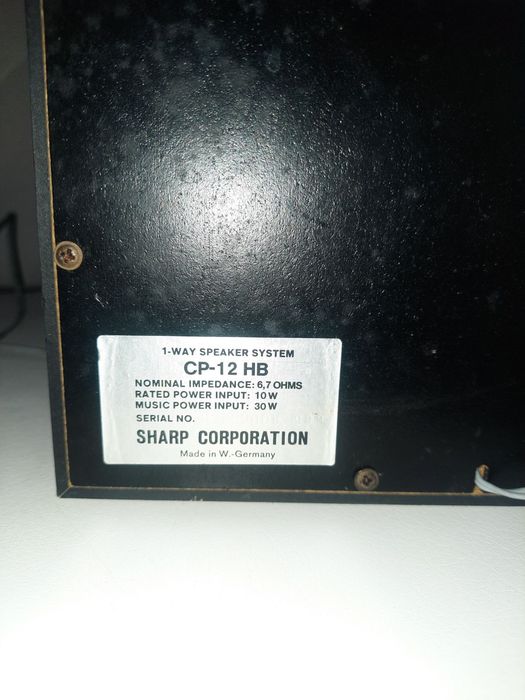 1-WAY SPEAKER SYSTEM
CP-12 HB
NOMINAL IMPEDANCE: 6,7 OHMS
RATED POWER INPUT: 10 W
MUSIC POWER INPUT: 30 W
SERIAL NO.
SHARP CORPORATION
Made in W.-Germany